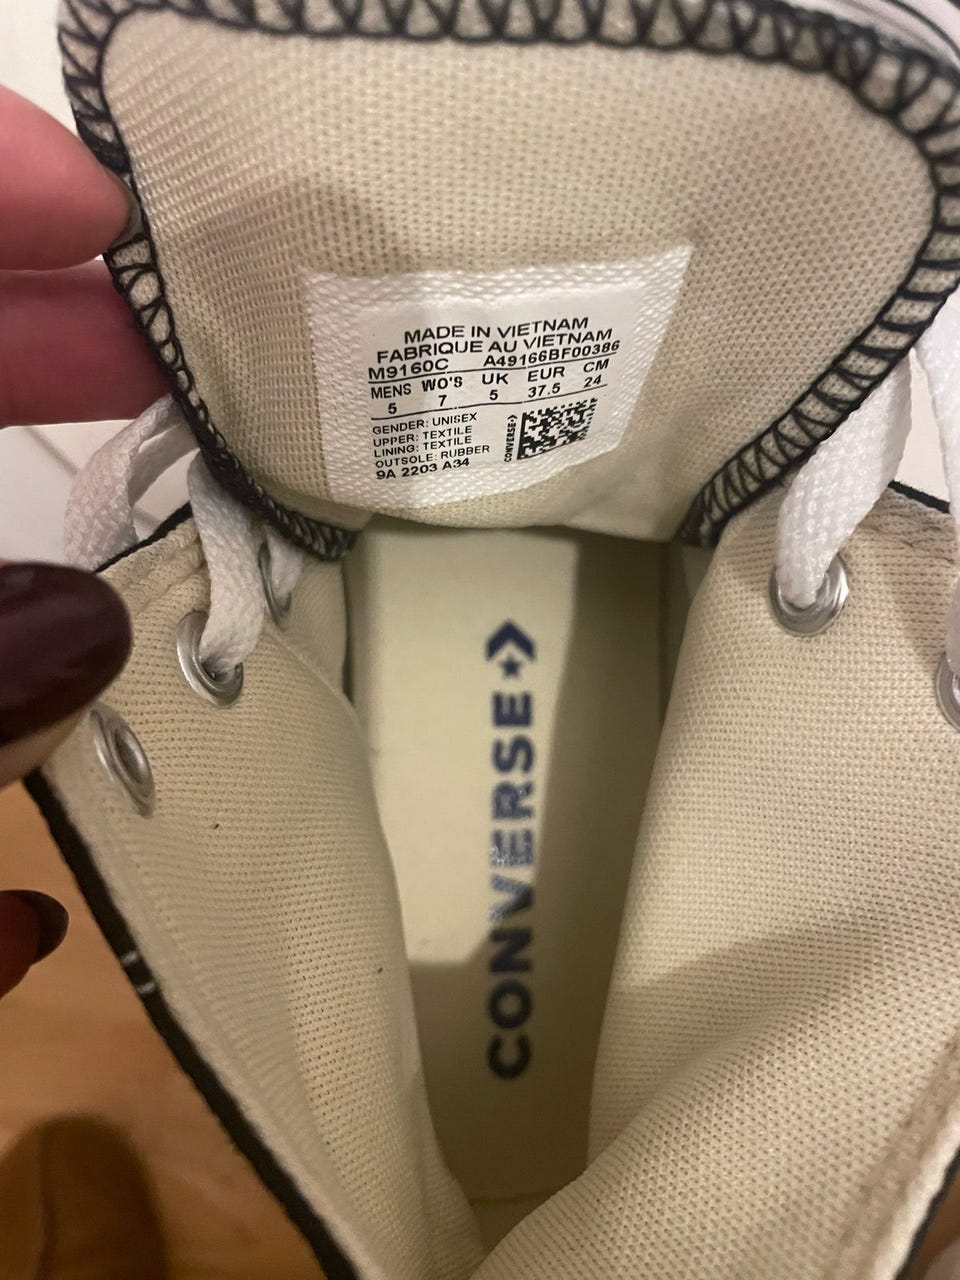 MADE IN VIETNAM
FABRIQUE AU VIETNAM
M9160C A49166BF00386
MENS WO'S UK EUR CM
5 7 5 37.5 24
GENDER: UNISEX
UPPER: TEXTILE
LINING: TEXTILE
OUTSOLE: RUBBER
9A 2203 A34
CONVERSE
CONVERSE